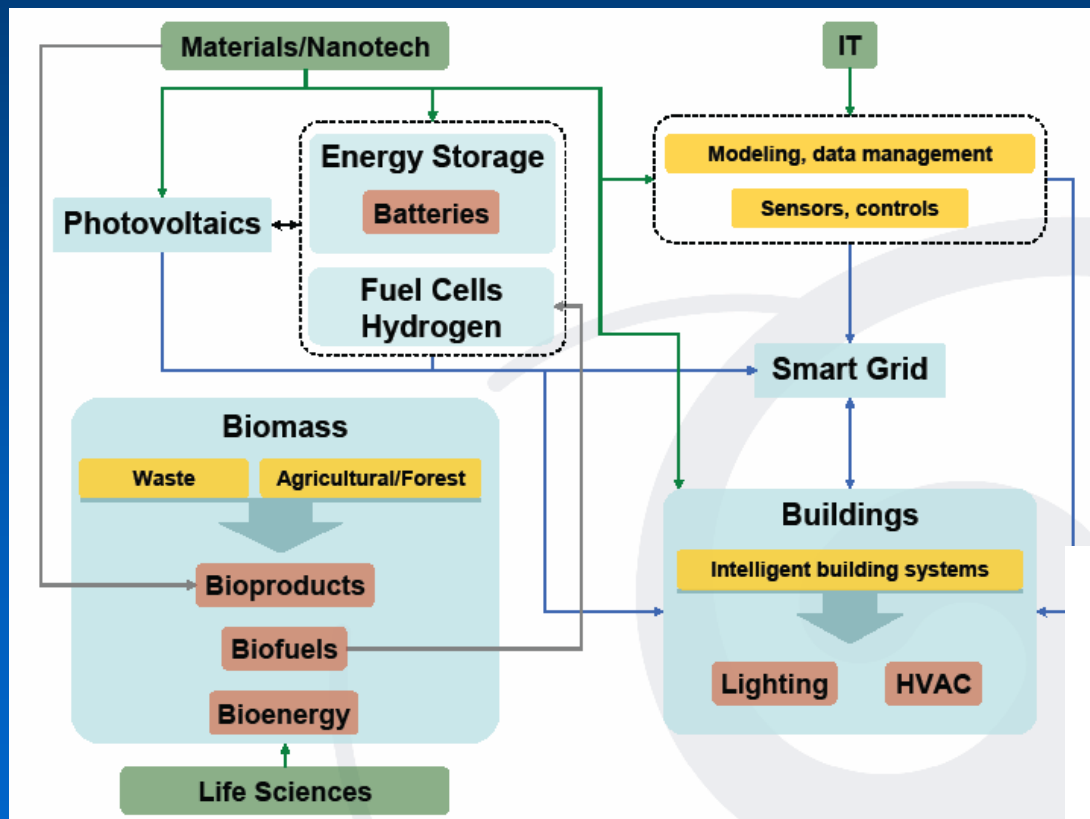 Materials/Nanotech
IT
Energy Storage
Batteries
Modeling, data management
Sensors, controls
Photovoltaics
Fuel Cells
Hydrogen
Smart Grid
Biomass
Waste
Agricultural/Forest
Bioproducts
Biofuels
Bioenergy
Buildings
Intelligent building systems
Lighting
HVAC
Life Sciences